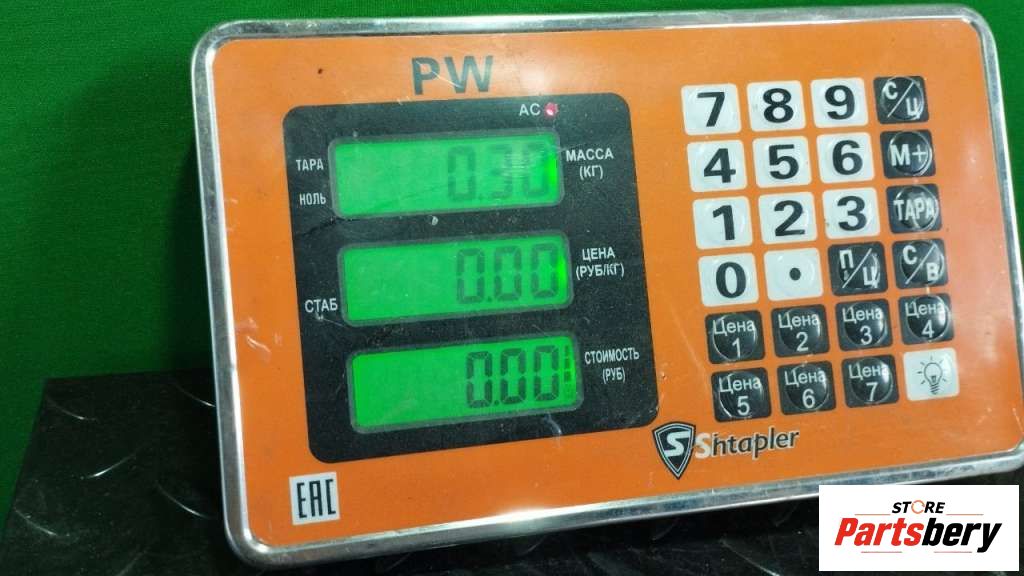 PW
AC
ТАРА
НОЛЬ
0.30
МАССА
(КГ)
СТАБ
0.00
ЦЕНА
(РУБ/КГ)
0.00
СТОИМОСТЬ
(РУБ)
7 8 9 С/Ц
4 5 6 М+
1 2 3 ТАРА
0 . П/Ц С/В
Цена 1 Цена 2 Цена 3 Цена 4
Цена 5 Цена 6 Цена 7
S Shtapler
EAC
STORE
Partsbery